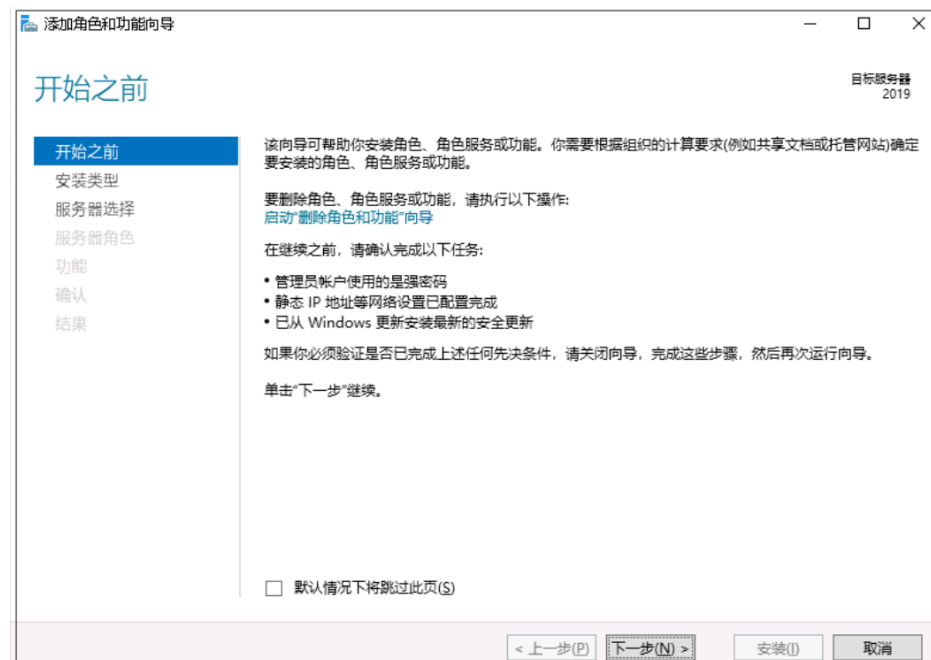 添加角色和功能向导
开始之前
目标服务器
2019
开始之前
安装类型
服务器选择
服务器角色
功能
确认
结果
该向导可帮助你安装角色、角色服务或功能。你需要根据组织的计算要求(例如共享文档或托管网站)确定
要安装的角色、角色服务或功能。
要删除角色、角色服务或功能，请执行以下操作:
启动"删除角色和功能"向导
在继续之前，请确认完成以下任务:
• 管理员帐户使用的是强密码
• 静态 IP 地址等网络设置已配置完成
• 已从 Windows 更新安装最新的安全更新
如果你必须验证是否已完成上述任何先决条件，请关闭向导，完成这些步骤，然后再次运行向导。
单击"下一步"继续。
默认情况下将跳过此页(S)
< 上一步(P)
下一步(N) >
安装(I)
取消